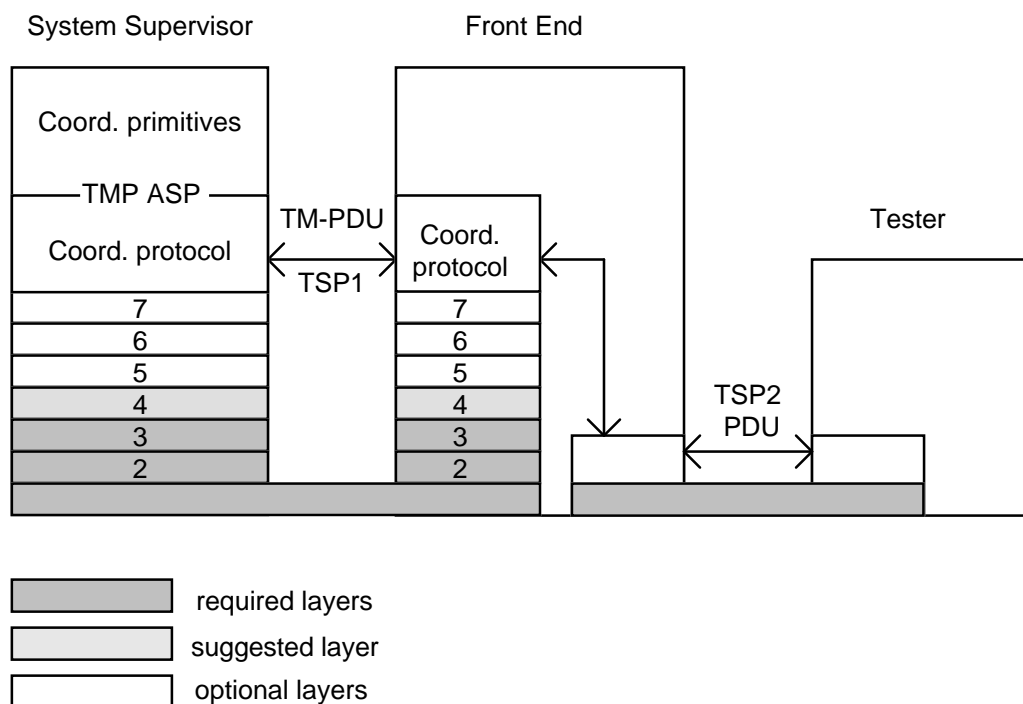 System Supervisor
Front End
Coord. primitives
TMP ASP
Coord. protocol
TM-PDU
TSP1
Coord.
protocol
Tester
7
6
5
4
3
2
7
6
5
4
3
2
TSP2
PDU
required layers
suggested layer
optional layers